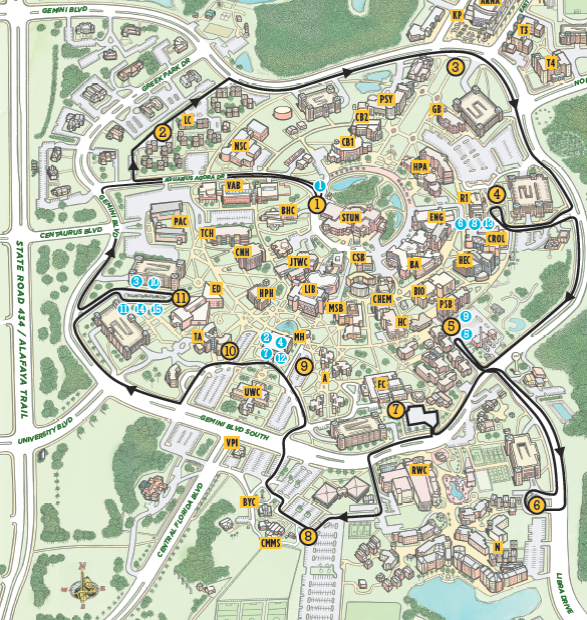 GEMINI BLVD
KP
ARNA
T3
T4
GREEK PARK DR
3
PSY
GB
LC
2
CB2
NSC
CB1
HPA
AQUARIUS AGORA DR
VAB
1
1
R1
4
GEMINI BLVD
BHC
STUN
ENG
6 8 13
PAC
CENTAURUS BLVD
TCH
CROL
CNH
JTWC
CSB
BA
HEC
STATE ROAD 434 / ALAFAYA TRAIL
3 10
ED
HPH
LIB
CHEM
BIO
11
11 14 15
MSB
HC
PSB
9
5
5
TA
2 4
MH
7 12
10
9
A
FC
UWC
7
GEMINI BLVD SOUTH
UNIVERSITY BLVD
VPI
RWC
CENTRAL FLORIDA BLVD
BYC
6
8
CMMS
N
N
LIBRA DRIVE